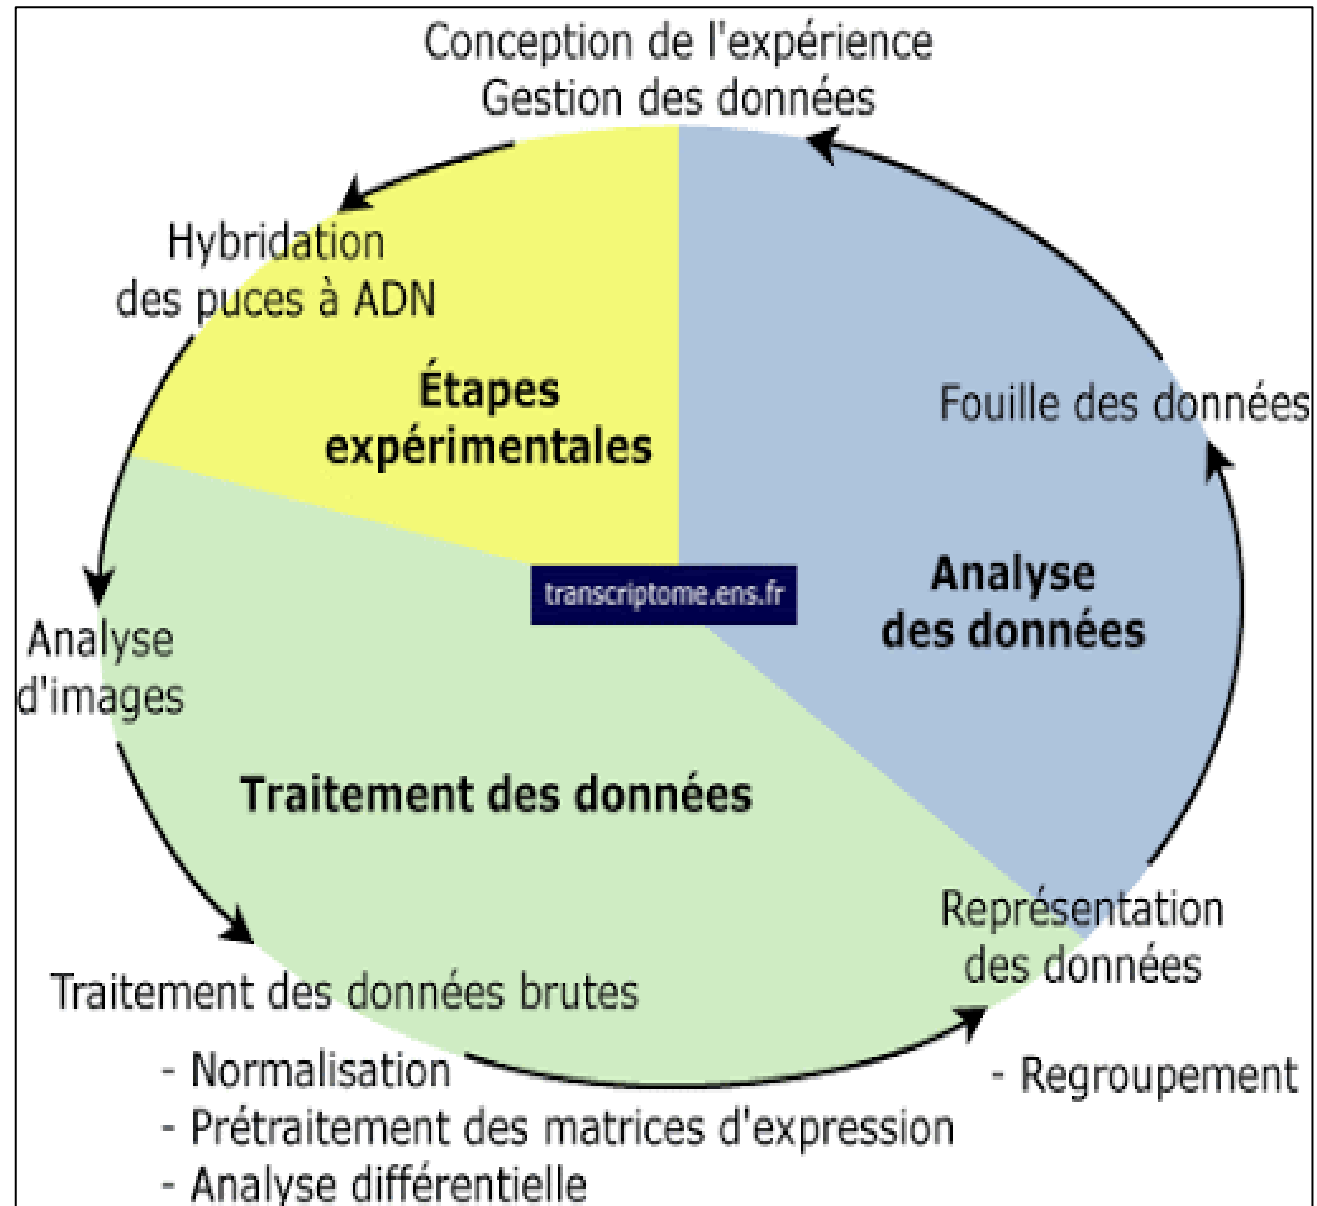 Conception de l'expérience
Gestion des données
Hybridation
des puces à ADN
Étapes
expérimentales
Fouille des données
transcriptome.ens.fr
Analyse
des données
Analyse
d'images
Traitement des données
Représentation
des données
- Regroupement
Traitement des données brutes
- Normalisation
- Prétraitement des matrices d'expression
- Analyse différentielle